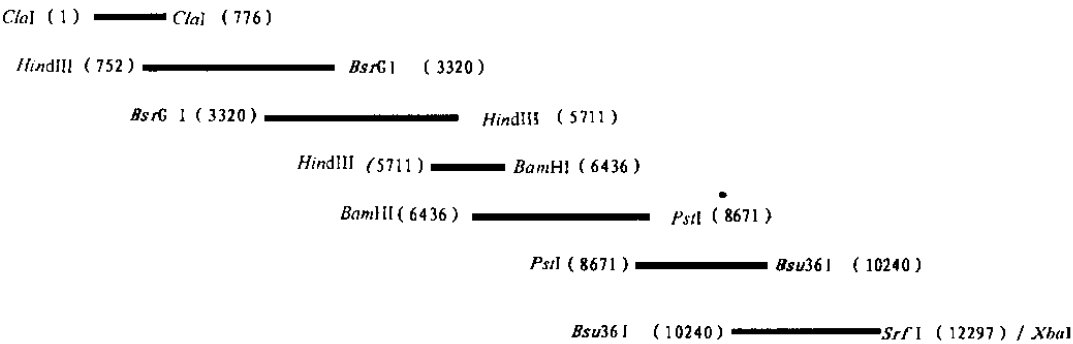 ClaI (1) ClaI (776)
HindIII (752) BsrGI (3320)
BsrG I (3320) HindIII (5711)
HindIII (5711) BamHI (6436)
BamHI (6436) PstI (8671)
PstI (8671) Bsu36I (10240)
Bsu36I (10240) Srf I (12297) / XbaI